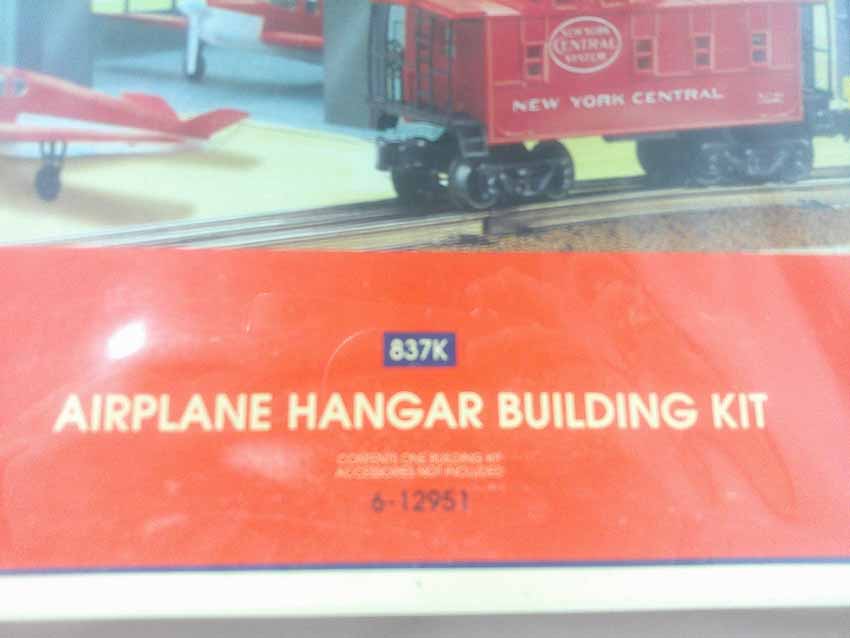 NEW YORK
CENTRAL
SYSTEM
NEW YORK CENTRAL
837K
AIRPLANE HANGAR BUILDING KIT
CONTENTS: ONE BUILDING KIT
ACCESSORIES NOT INCLUDED
6-12951